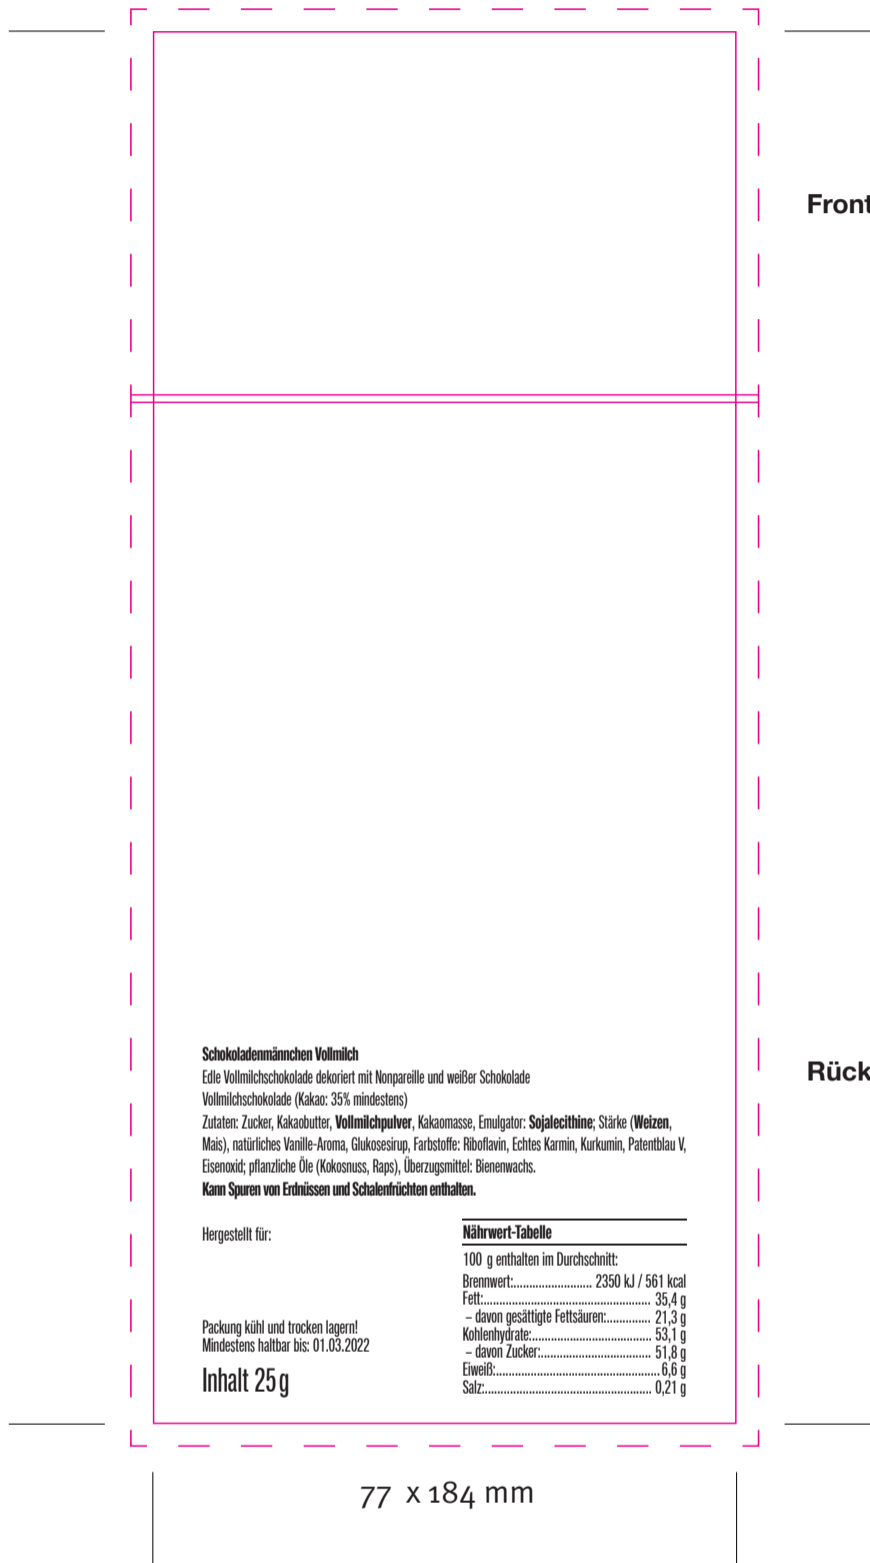 Front
Rück
Schokoladenmännchen Vollmilch
Edle Vollmilchschokolade dekoriert mit Nonpareille und weißer Schokolade
Vollmilchschokolade (Kakao: 35% mindestens)
Zutaten: Zucker, Kakaobutter, Vollmilchpulver, Kakaomasse, Emulgator: Sojalecithine; Stärke (Weizen,
Mais), natürliches Vanille-Aroma, Glukosesirup, Farbstoffe: Riboflavin, Echtes Karmin, Kurkumin, Patentblau V,
Eisenoxid; pflanzliche Öle (Kokosnuss, Raps), Überzugsmittel: Bienenwachs.
Kann Spuren von Erdnüssen und Schalenfrüchten enthalten.
Hergestellt für:
Packung kühl und trocken lagern!
Mindestens haltbar bis: 01.03.2022
Inhalt 25 g
Nährwert-Tabelle
100 g enthalten im Durchschnitt:
Brennwert:......................... 2350 kJ / 561 kcal
Fett:..................................................... 35,4 g
– davon gesättigte Fettsäuren:.............. 21,3 g
Kohlenhydrate:...................................... 53,1 g
– davon Zucker:................................... 51,8 g
Eiweiß:....................................................6,6 g
Salz:..................................................... 0,21 g
77 x 184 mm